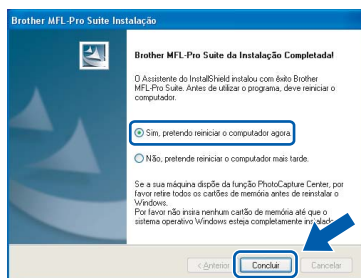 Brother MFL-Pro Suite Instalação
Brother MFL-Pro Suite da Instalação Completada!
O Assistente do InstallShield instalou com êxito Brother
MFL-Pro Suite. Antes de utilizar o programa, deve reiniciar o
computador.
Sim, pretendo reiniciar o computador agora.
Não, pretende reiniciar o computador mais tarde.
Se a sua máquina dispõe da função PhotoCapture Center, por
favor retire todos os cartões de memória antes de reinstalar o
Windows.
Por favor não insira nenhum cartão de memória até que o
sistema operativo Windows esteja completamente instalado.
< Anterior Concluir Cancelar